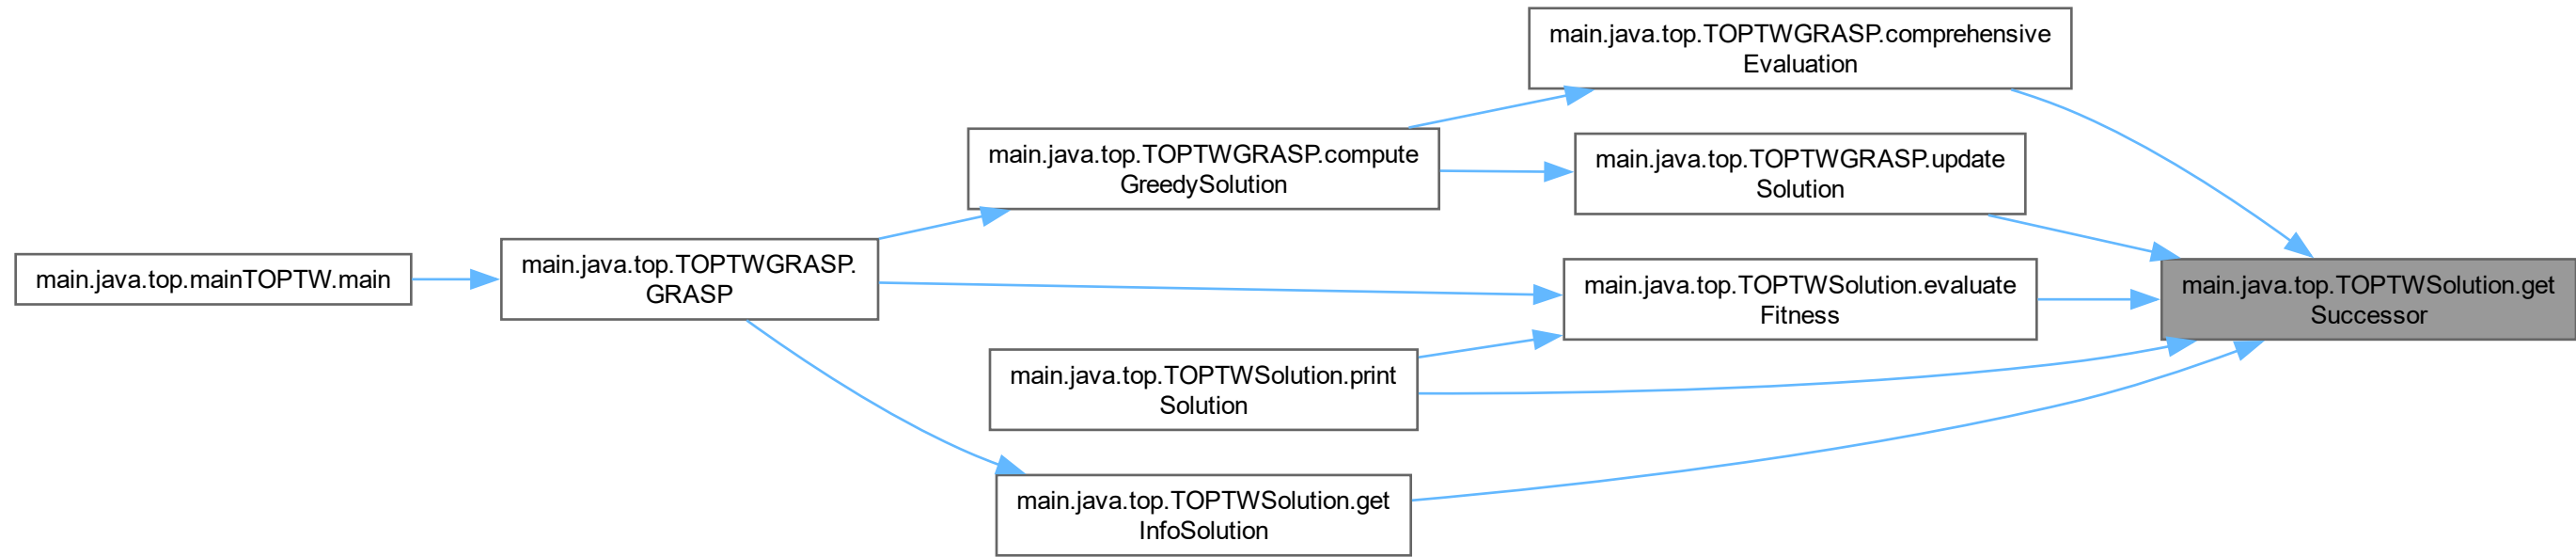 main.java.top.mainTOPTW.main
main.java.top.TOPTWGRASP.
GRASP
main.java.top.TOPTWGRASP.compute
GreedySolution
main.java.top.TOPTWSolution.print
Solution
main.java.top.TOPTWSolution.get
InfoSolution
main.java.top.TOPTWGRASP.comprehensive
Evaluation
main.java.top.TOPTWGRASP.update
Solution
main.java.top.TOPTWSolution.evaluate
Fitness
main.java.top.TOPTWSolution.get
Successor